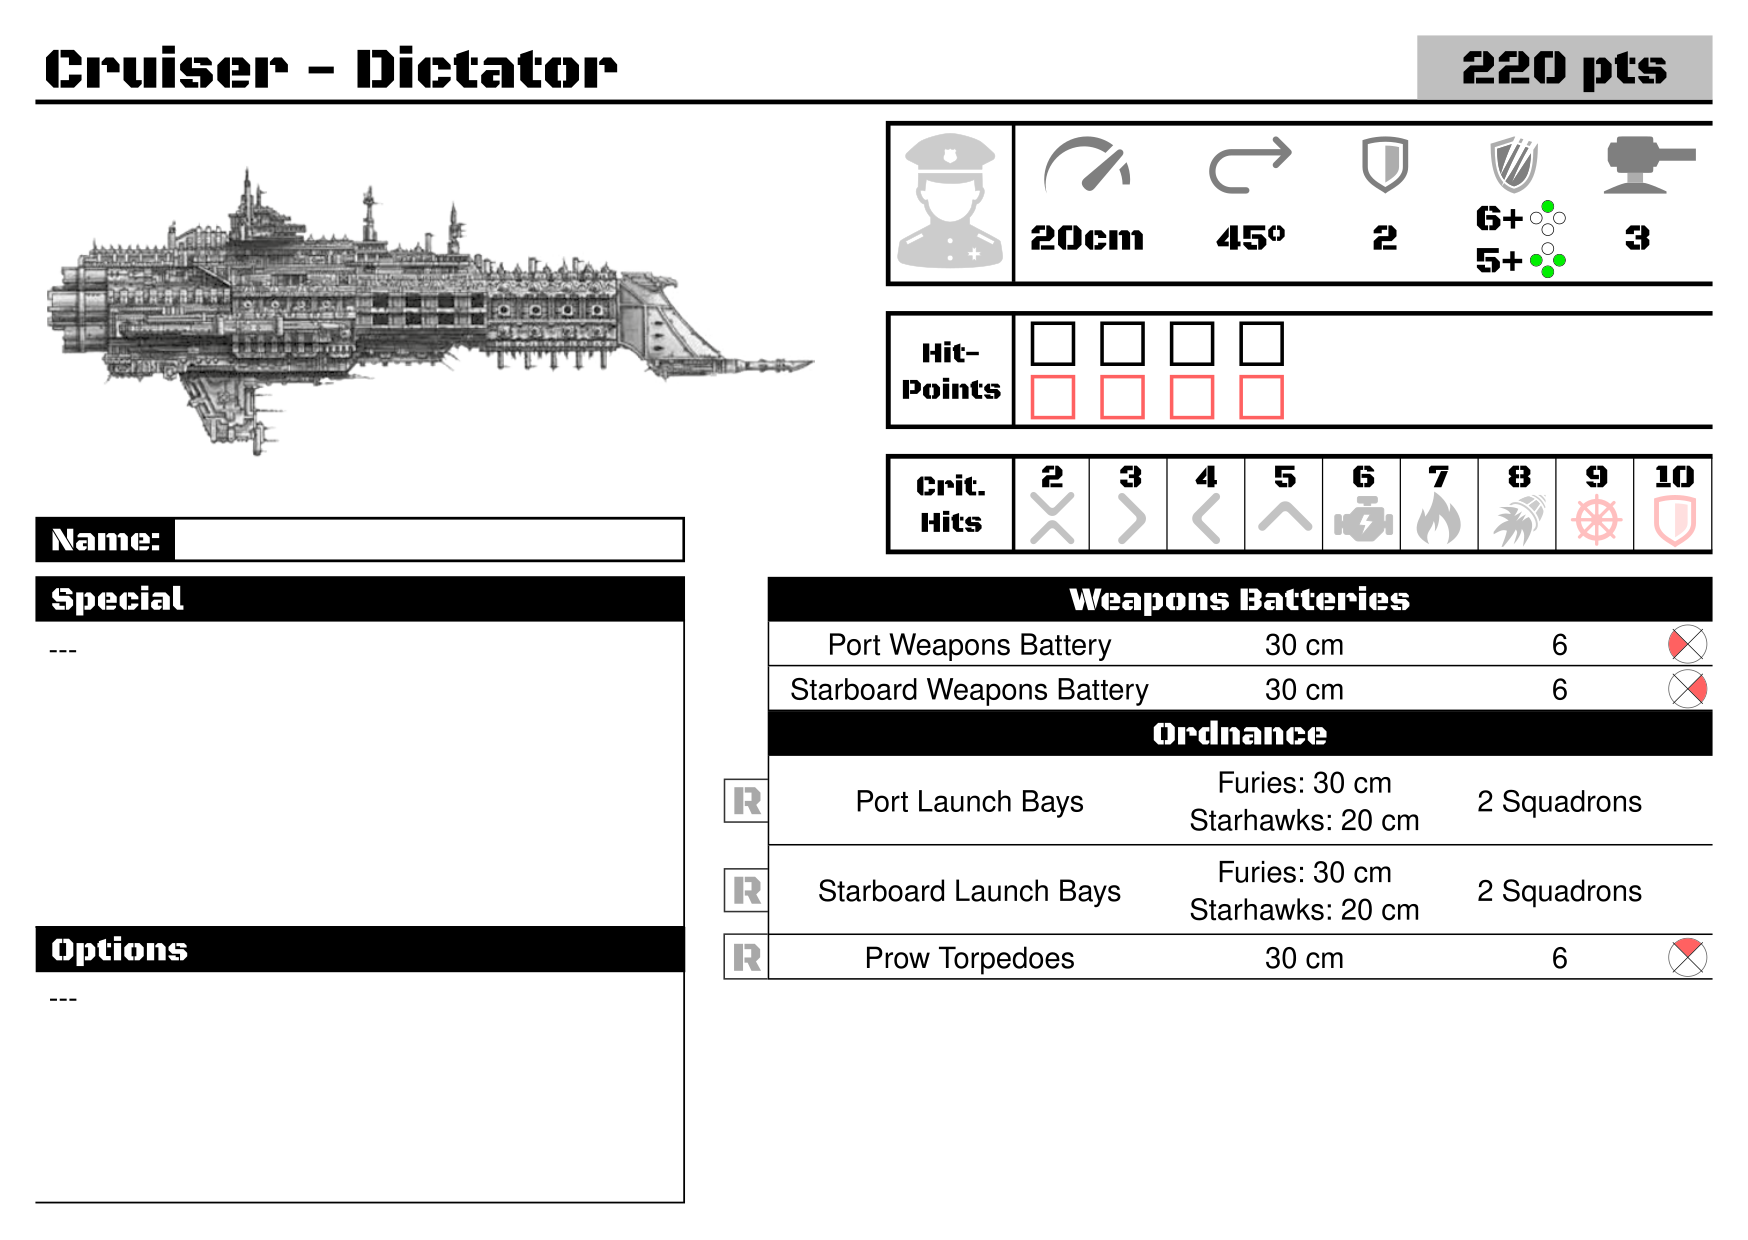 Cruiser - Dictator
220 pts
20cm 45º 2 6+ 5+ 3
Hit-
Points
Crit.
Hits
2 3 4 5 6 7 8 9 10
Name:
Special
---
Options
---
Weapons Batteries
Port Weapons Battery 30 cm 6
Starboard Weapons Battery 30 cm 6
Ordnance
R Port Launch Bays Furies: 30 cm
Starhawks: 20 cm 2 Squadrons
R Starboard Launch Bays Furies: 30 cm
Starhawks: 20 cm 2 Squadrons
R Prow Torpedoes 30 cm 6